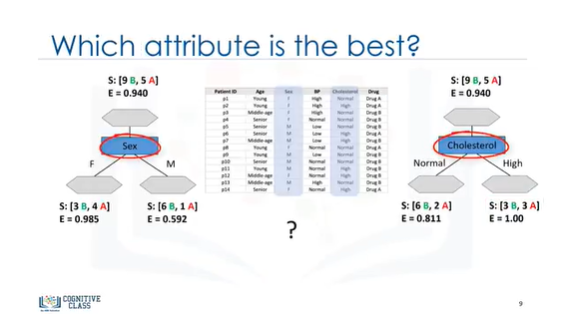 Which attribute is the best?
S: [9 B, 5 A]
E = 0.940
Sex
F
M
S: [3 B, 4 A]
E = 0.985
S: [6 B, 1 A]
E = 0.592
Patient ID Age Sex BP Cholesterol Drug
p1 Young F High Normal Drug A
p2 Young F High High Drug A
p3 Middle-age F High Normal Drug B
p4 Senior F Normal Normal Drug B
p5 Senior M Low Normal Drug B
p6 Senior M Low High Drug A
p7 Middle-age M Low High Drug B
p8 Young F Normal Normal Drug A
p9 Young M Low Normal Drug B
p10 Senior M Normal Normal Drug B
p11 Young M Normal High Drug B
p12 Middle-age F Normal High Drug B
p13 Middle-age M High Normal Drug B
p14 Senior F Normal High Drug A
?
S: [9 B, 5 A]
E = 0.940
Cholesterol
Normal
High
S: [6 B, 2 A]
E = 0.811
S: [3 B, 3 A]
E = 1.00
COGNITIVE
CLASS
9